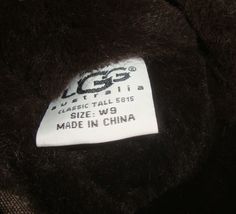 UGG®
australia
CLASSIC TALL 5815
SIZE: W9
MADE IN CHINA